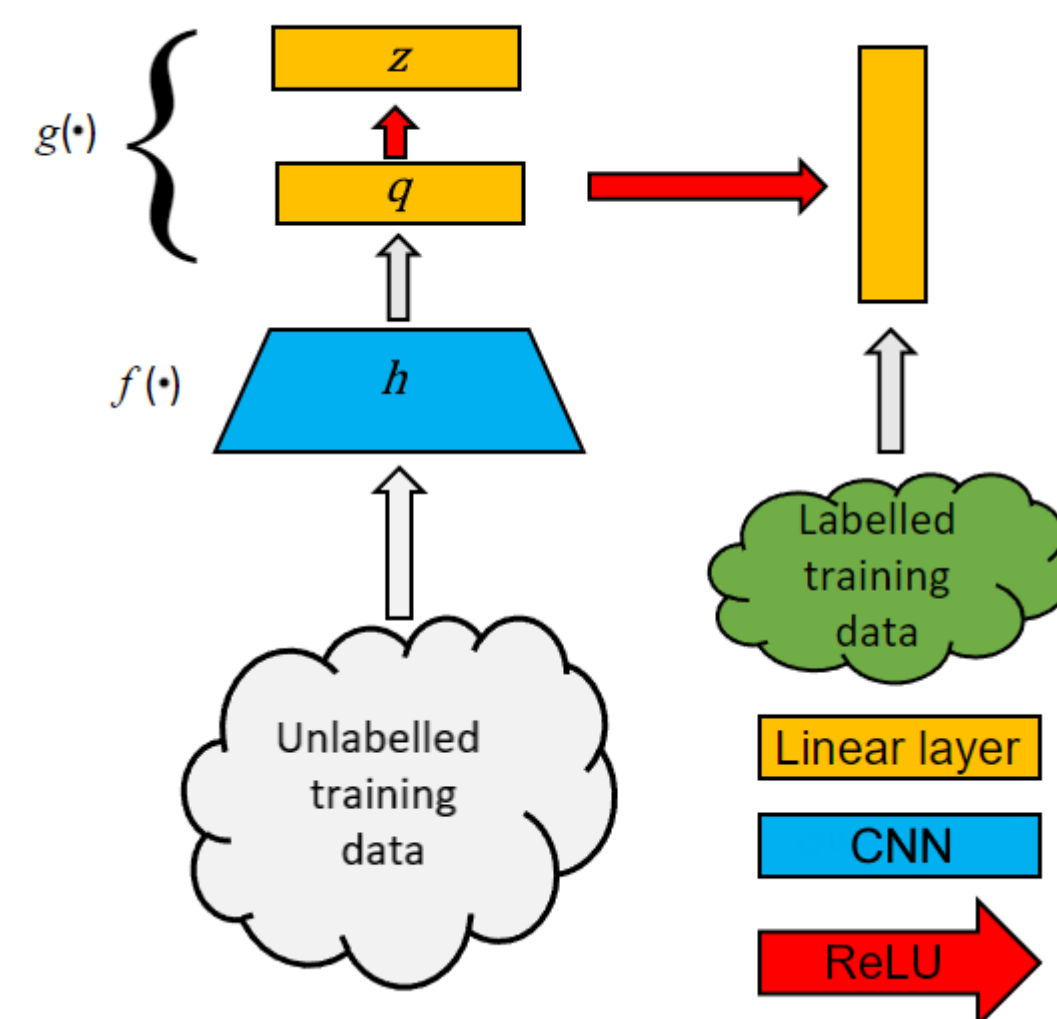 z
g(•)
q
f (•)
h
Labelled
training
data
Unlabelled
training
data
Linear layer
CNN
ReLU